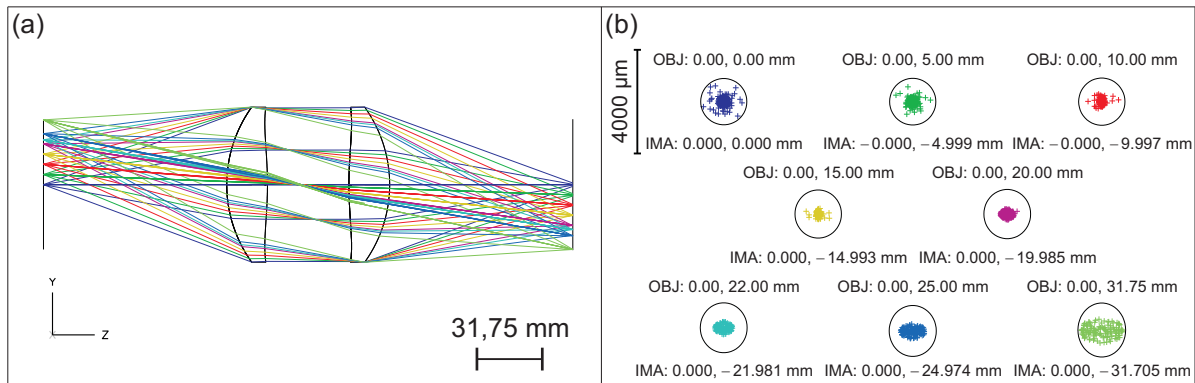 (a)
Y
Z
31,75 mm
(b)
4000 µm
OBJ: 0.00, 0.00 mm
OBJ: 0.00, 5.00 mm
OBJ: 0.00, 10.00 mm
IMA: 0.000, 0.000 mm
IMA: −0.000, −4.999 mm
IMA: −0.000, −9.997 mm
OBJ: 0.00, 15.00 mm
OBJ: 0.00, 20.00 mm
IMA: 0.000, −14.993 mm
IMA: 0.000, −19.985 mm
OBJ: 0.00, 22.00 mm
OBJ: 0.00, 25.00 mm
OBJ: 0.00, 31.75 mm
IMA: 0.000, −21.981 mm
IMA: 0.000, −24.974 mm
IMA: 0.000, −31.705 mm